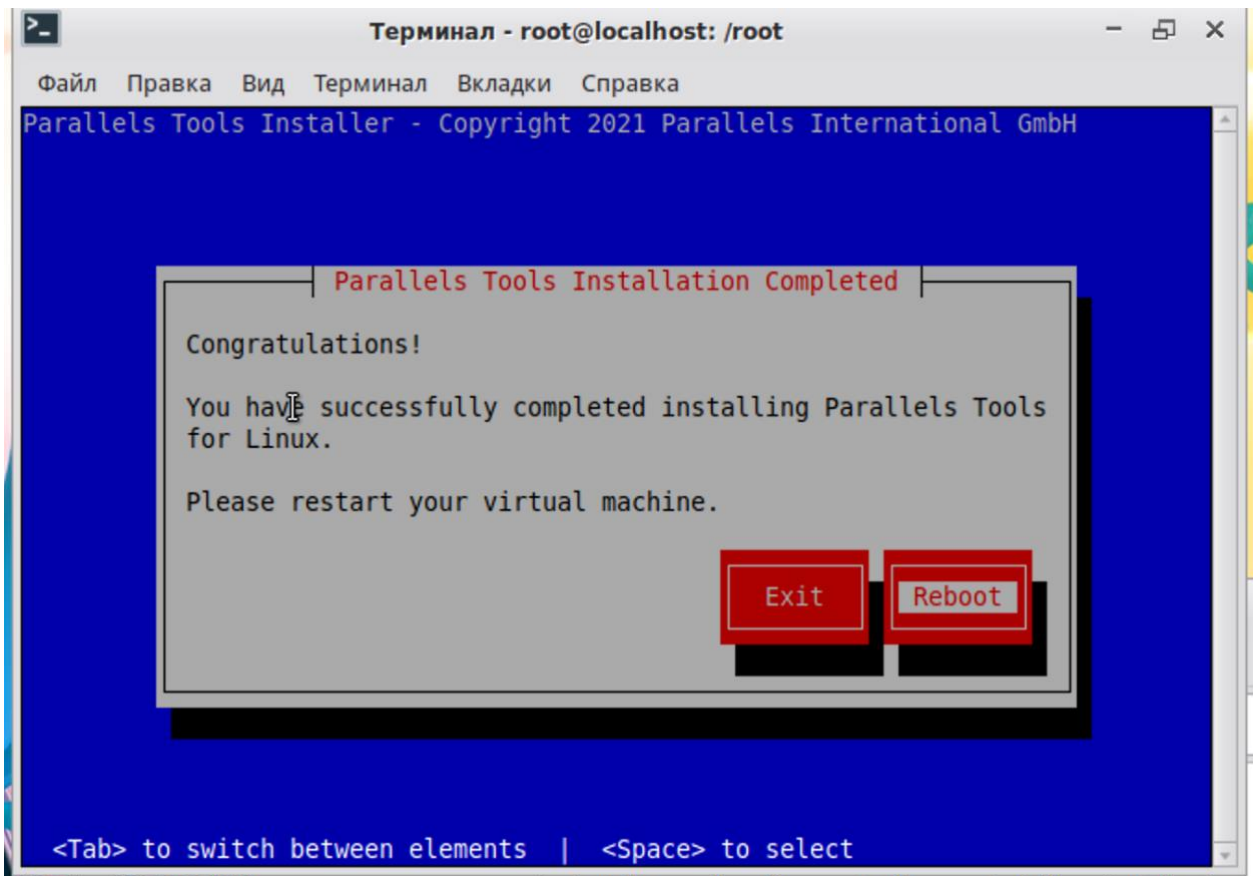 Терминал - root@localhost: /root
Файл Правка Вид Терминал Вкладки Справка
Parallels Tools Installer - Copyright 2021 Parallels International GmbH
Parallels Tools Installation Completed
Congratulations!
You have successfully completed installing Parallels Tools
for Linux.
Please restart your virtual machine.
Exit Reboot
<Tab> to switch between elements | <Space> to select